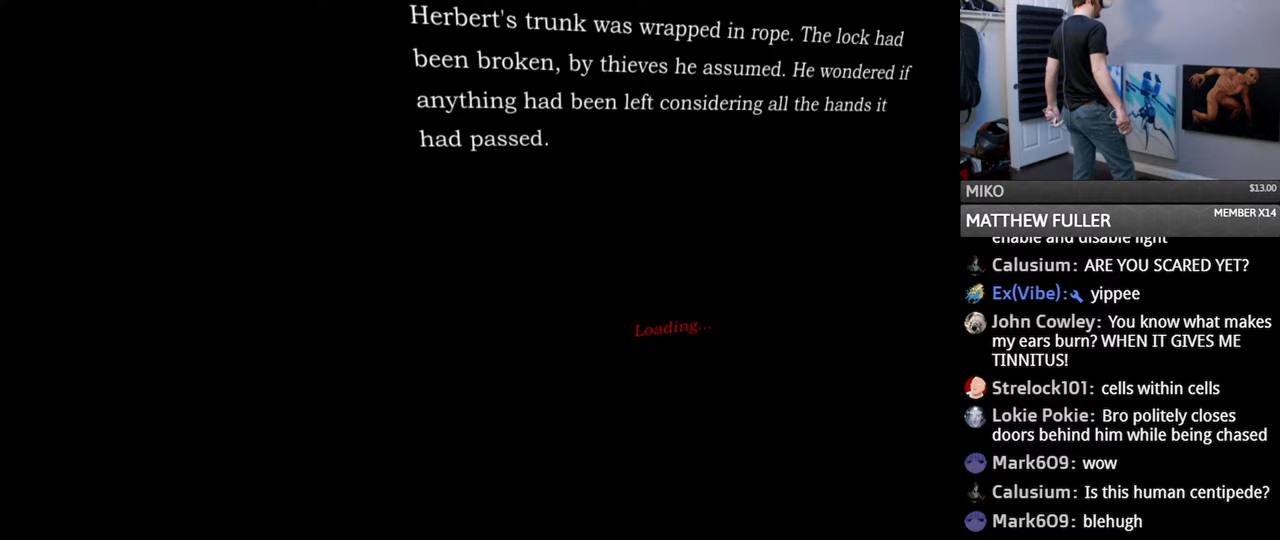 Herbert's trunk was wrapped in rope. The lock had
been broken, by thieves he assumed. He wondered if
anything had been left considering all the hands it
had passed.
Loading...
MIKO $13.00
MATTHEW FULLER MEMBER X14
enable and disable light
Calusium: ARE YOU SCARED YET?
Ex(Vibe): yippee
John Cowley: You know what makes
my ears burn? WHEN IT GIVES ME
TINNITUS!
Strelock101: cells within cells
Lokie Pokie: Bro politely closes
doors behind him while being chased
Mark609: wow
Calusium: Is this human centipede?
Mark609: blehugh